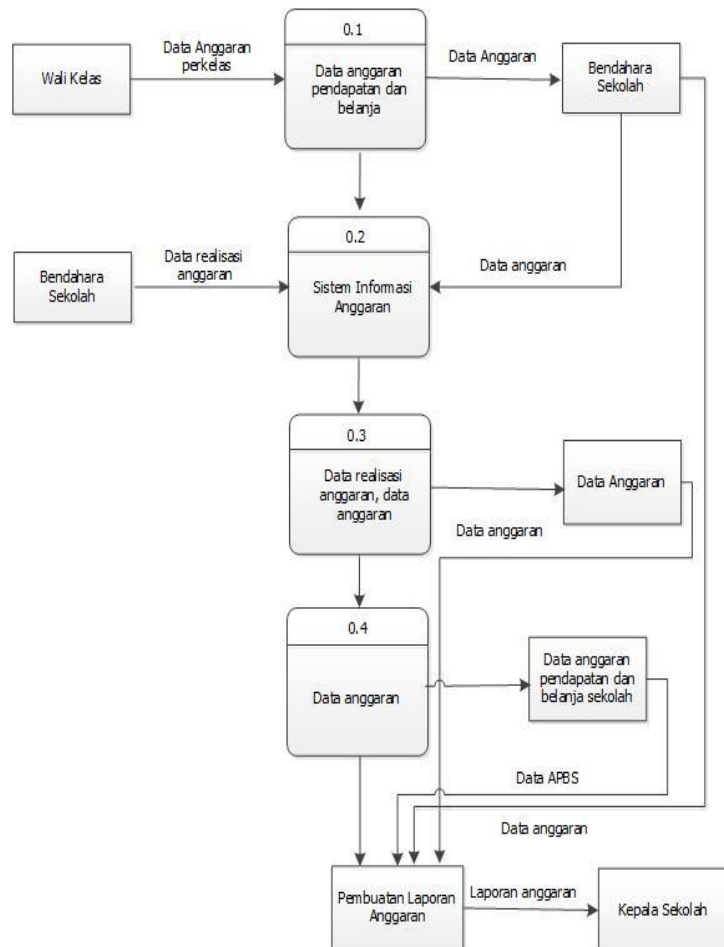 0.1
Data Anggaran
perkelas
Data Anggaran
Wali Kelas
Data anggaran
pendapatan dan
belanja
Bendahara
Sekolah
0.2
Data realisasi
anggaran
Data anggaran
Bendahara
Sekolah
Sistem Informasi
Anggaran
0.3
Data realisasi
anggaran, data
anggaran
Data Anggaran
Data anggaran
0.4
Data anggaran
Data anggaran
pendapatan dan
belanja sekolah
Data APBS
Data anggaran
Pembuatan Laporan
Anggaran
Laporan anggaran
Kepala Sekolah